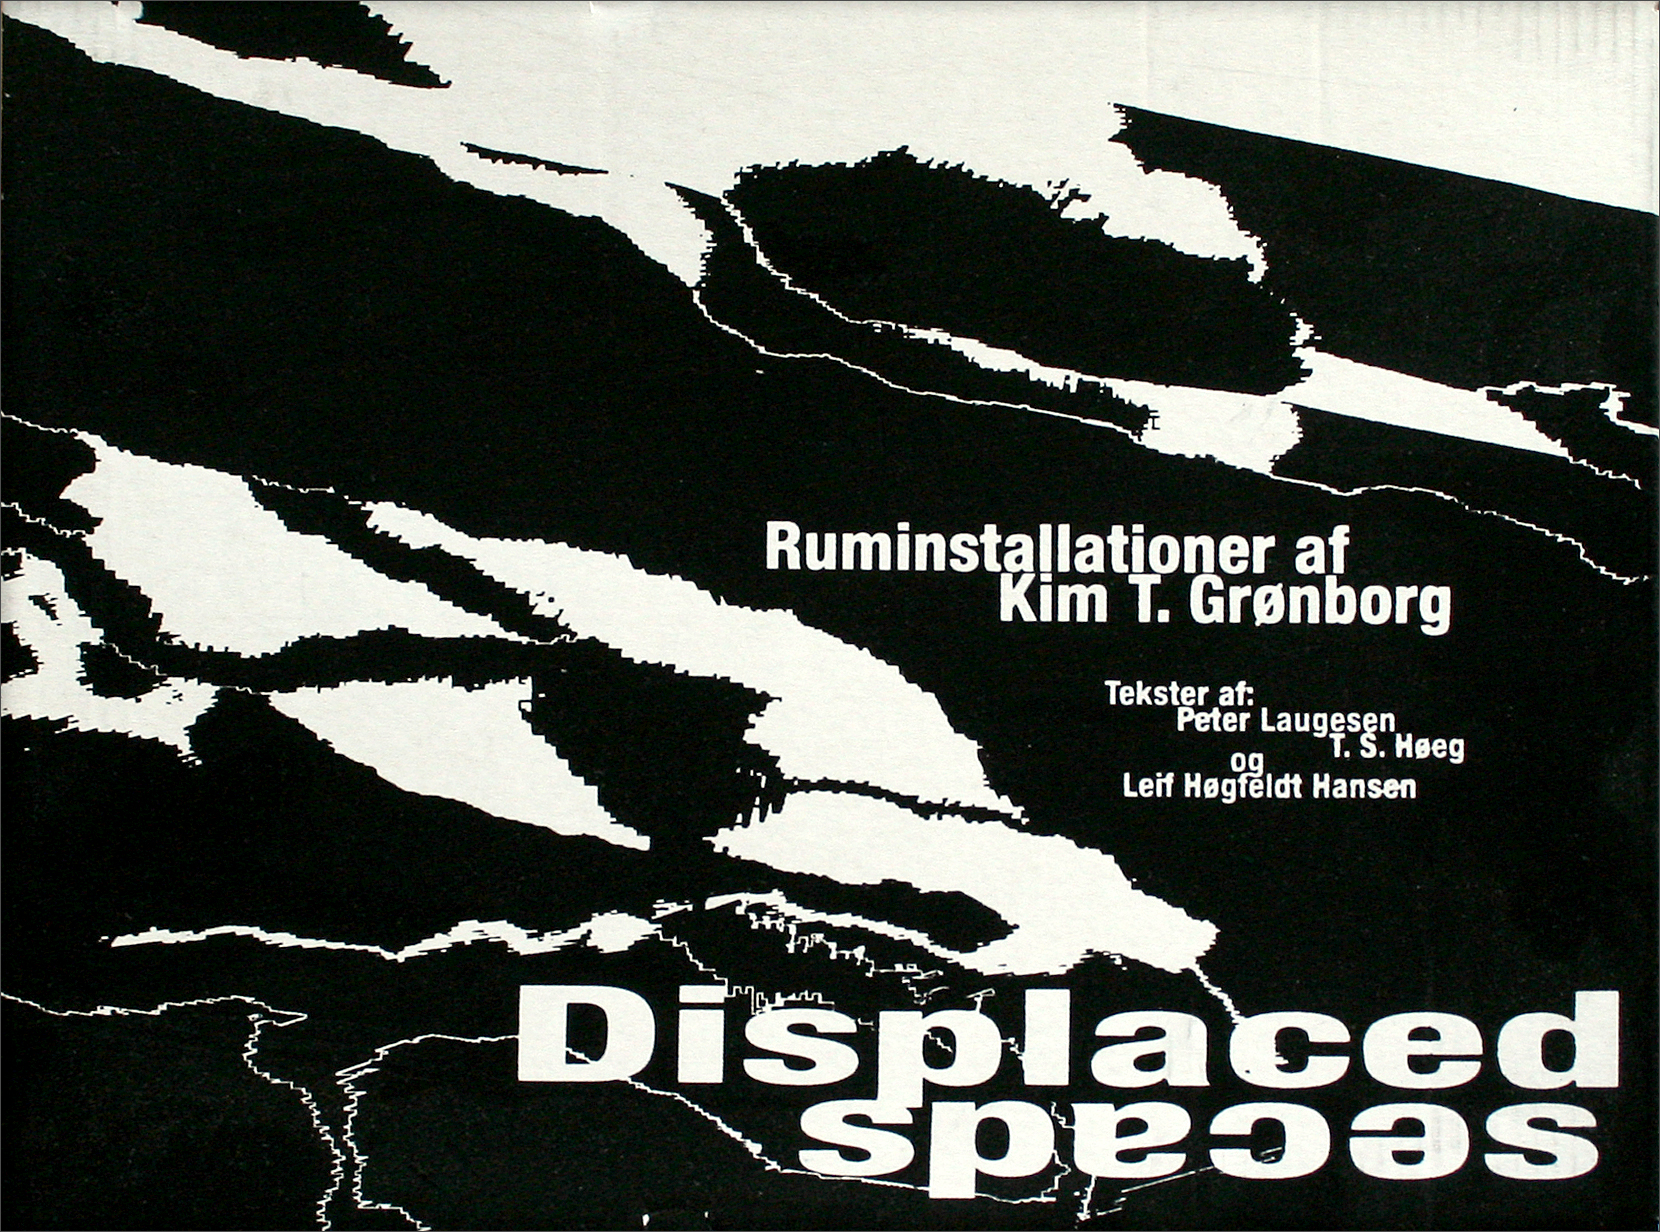 Ruminstallationer af
Kim T. Grønborg
Tekster af:
Peter Laugesen
T. S. Høeg
og
Leif Høgfeldt Hansen
Displaced
spaces